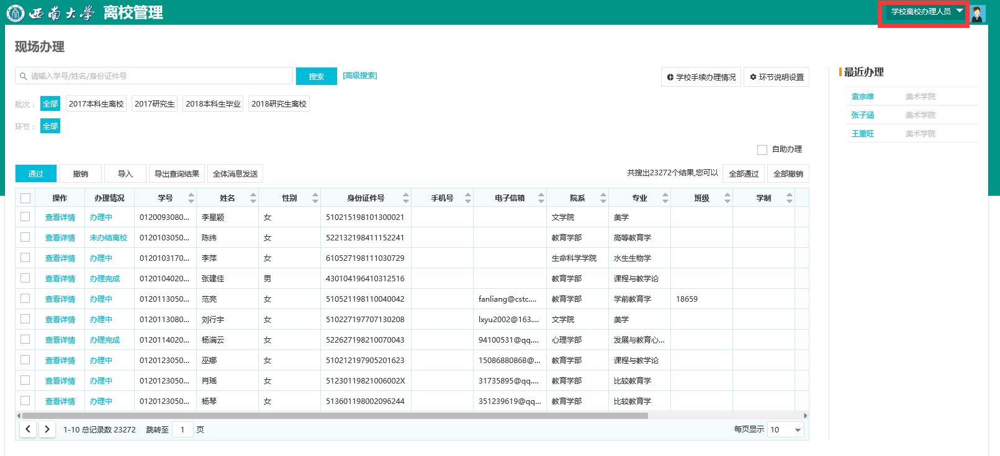 西南大学 离校管理
学校离校办理人员
现场办理
请输入学号/姓名/身份证件号 搜索 [高级搜索] 学校手续办理情况 环节说明设置
批次： 全部 2017本科生离校 2017研究生 2018本科生毕业 2018研究生离校
环节： 全部
自助办理
通过 撤销 导入 导出查询结果 全体消息发送 共搜出23272个结果,您可以 全部通过 全部撤销
操作 办理情况 学号 姓名 性别 身份证件号 手机号 电子信箱 院系 专业 班级 学制
查看详情 办理中 0120093080... 李星颖 女 510215198101300021 文学院 美学
查看详情 未办结离校 0120103050... 陈纬 女 522132198411152241 教育学部 高等教育学
查看详情 办理中 0120103170... 李萍 女 610527198111030729 生命科学学院 水生生物学
查看详情 办理完成 0120104020... 张建佳 男 430104196410312516 教育学部 课程与教学论
查看详情 办理中 0120113050... 范亮 女 510521198110040042 fanliang@cstc.... 教育学部 学前教育学 18659
查看详情 办理中 0120113080... 刘行宇 女 510227197707130208 lxyu2002@163.... 文学院 美学
查看详情 办理完成 0120114020... 杨满云 女 522627198210070043 94100531@qq.... 心理学部 发展与教育心...
查看详情 办理中 0120123050... 巫娜 女 510212197905201623 15086880868@... 教育学部 课程与教学论
查看详情 办理中 0120123050... 肖瑶 女 51230119821006002X 31735895@qq.... 教育学部 比较教育学
查看详情 办理中 0120123050... 杨琴 女 513601198002096244 351239619@qq... 教育学部 比较教育学
1-10 总记录数 23272 跳转至 1 页 每页显示 10
最近办理
袁宗维 美术学院
张子涵 美术学院
王重旺 美术学院